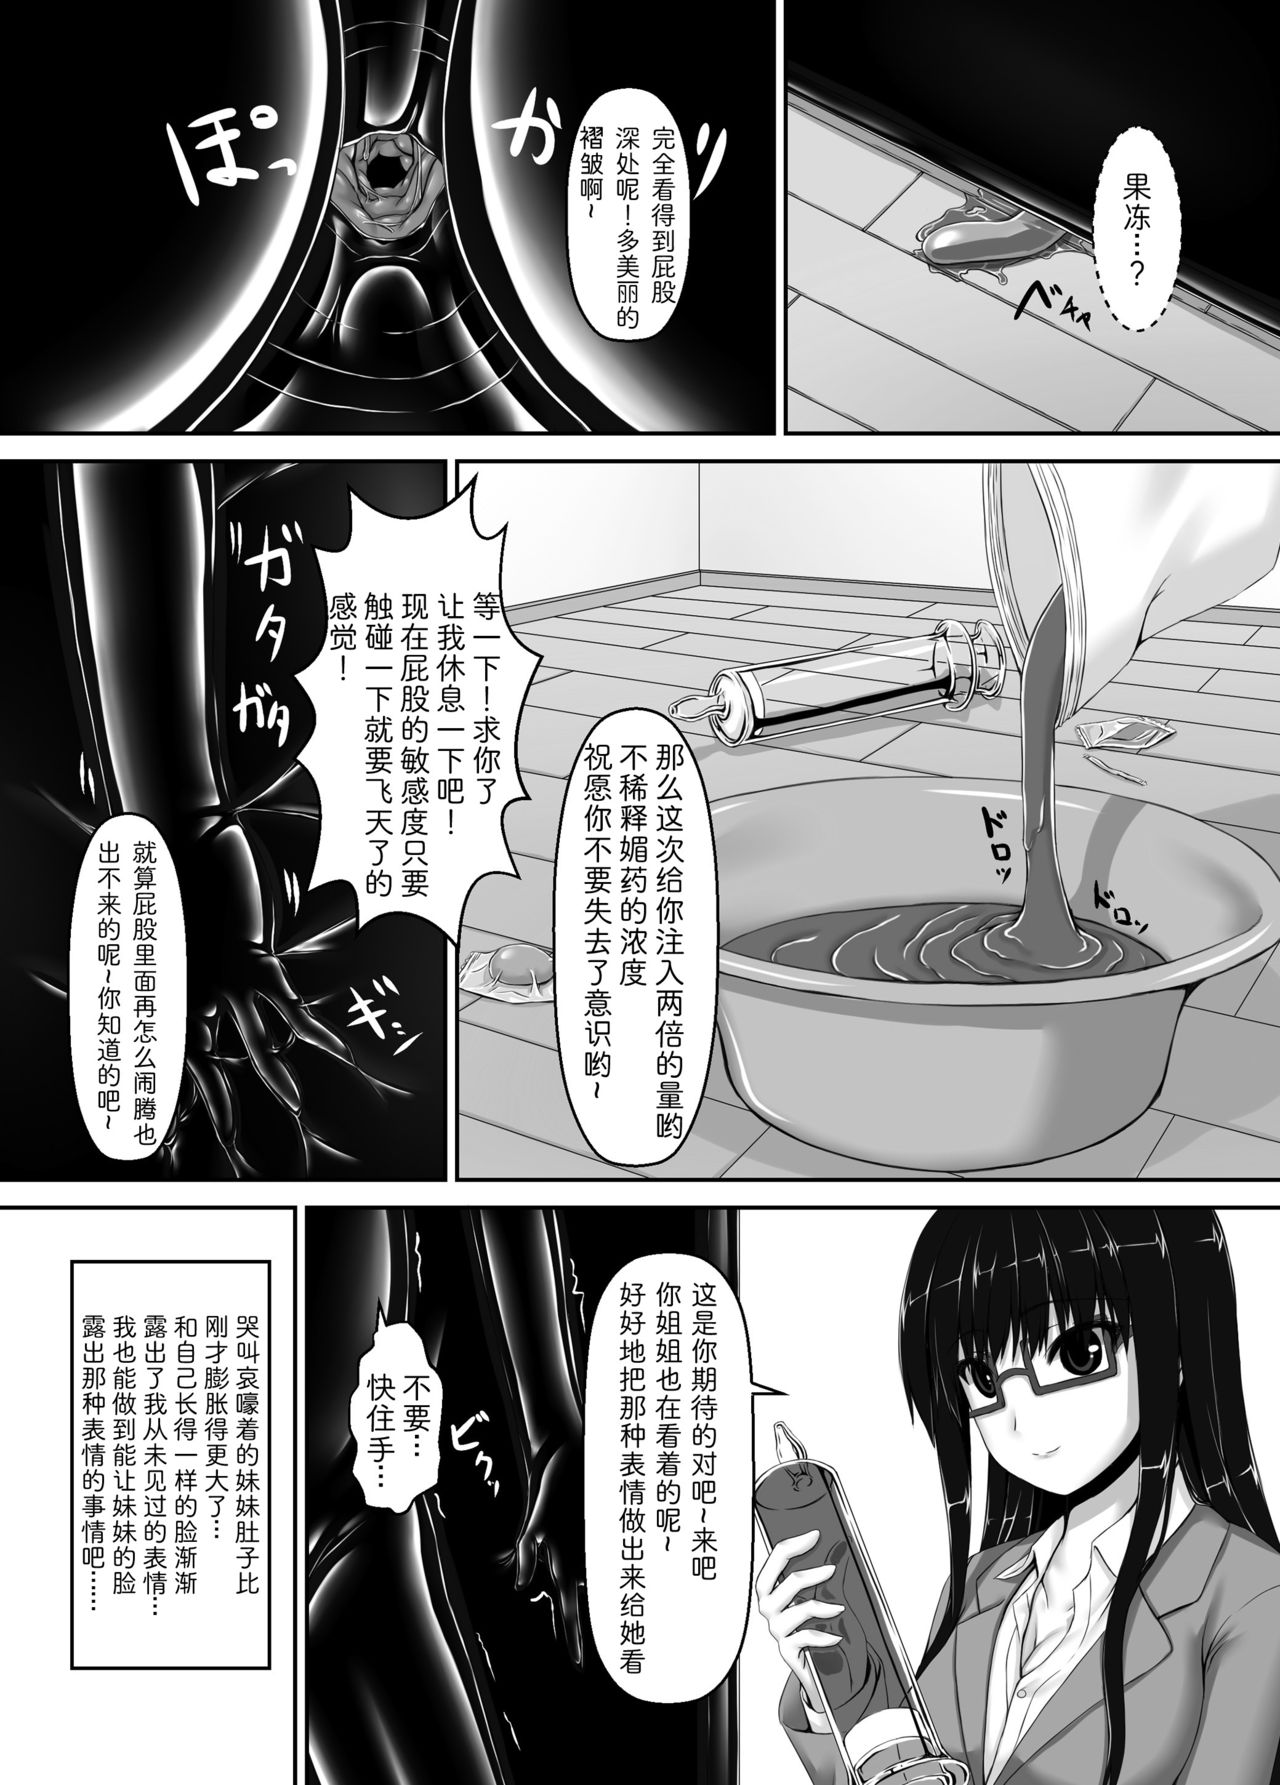 果冻…?
ベチャ
完全看得到屁股
深处呢!多美丽的
褶皱啊~
かり
ぽっ
那么这次给你注入两倍的量哟
不稀释媚药的浓度
祝愿你不要失去了意识哟~
ドロドロッ
ドロッ
等一下!求你了
让我休息一下吧!
现在屁股的敏感度只要
触碰一下就要飞天了的
感觉!
ガタ
ガタ
ギシ
就算屁股里面再怎么闹腾也
出不来的呢~你知道的吧~
这是你期待的对吧~来吧
你姐姐也在看着的呢~
好好地把那种表情做出来给她看
不要…
快住手…
ビクッ
哭叫哀嚎着的妹妹肚子比
刚才膨胀得更大了…
和自己长得一样的脸渐渐
露出了我从未见过的表情…
我也能做到能让妹妹的脸
露出那种表情的事情吧……